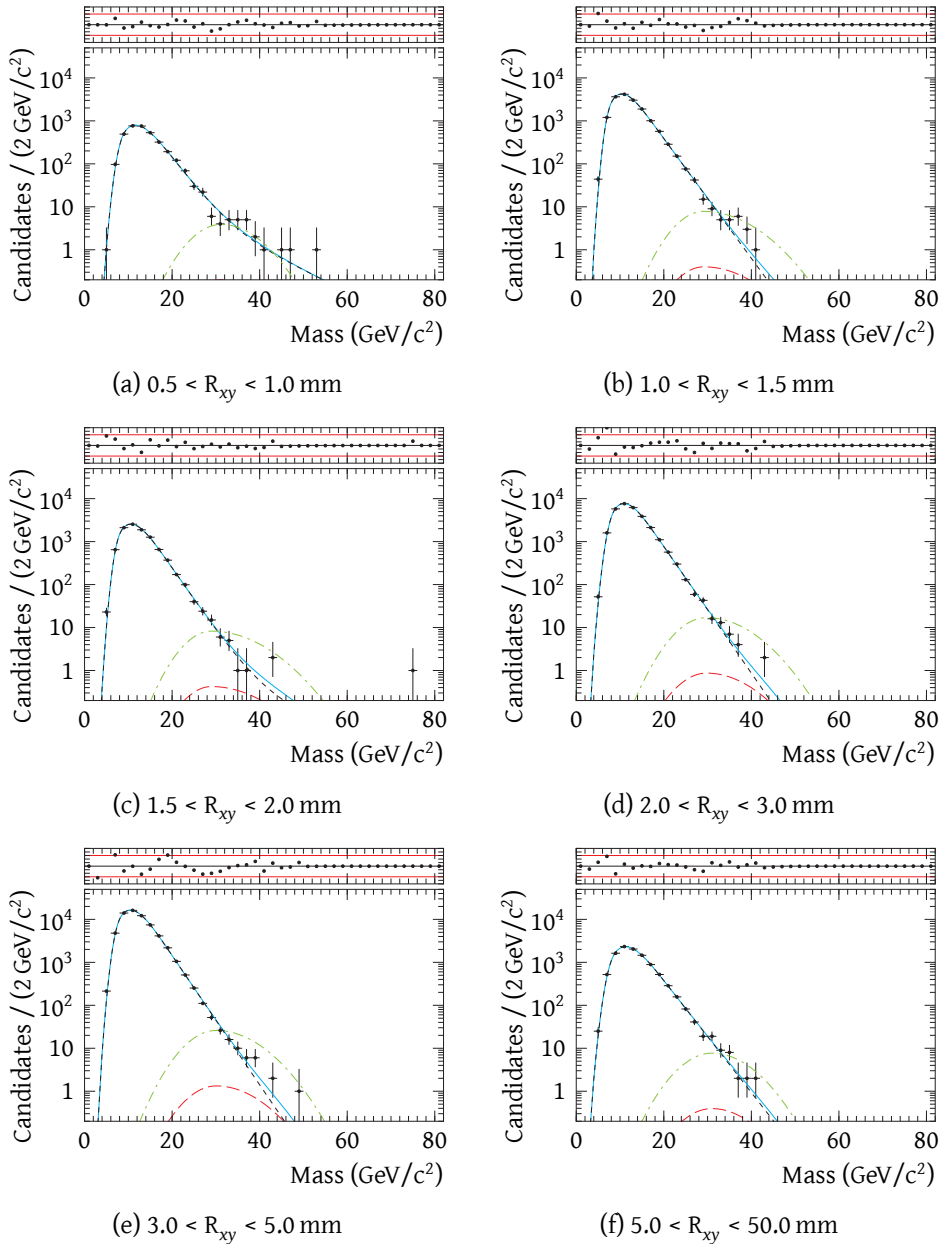 Candidates / (2 GeV/c²)
10⁴
10³
10²
10
1
0 20 40 60 80
Mass (GeV/c²)
(a) 0.5 < Rxy < 1.0 mm
Candidates / (2 GeV/c²)
10⁴
10³
10²
10
1
0 20 40 60 80
Mass (GeV/c²)
(b) 1.0 < Rxy < 1.5 mm
Candidates / (2 GeV/c²)
10⁴
10³
10²
10
1
0 20 40 60 80
Mass (GeV/c²)
(c) 1.5 < Rxy < 2.0 mm
Candidates / (2 GeV/c²)
10⁴
10³
10²
10
1
0 20 40 60 80
Mass (GeV/c²)
(d) 2.0 < Rxy < 3.0 mm
Candidates / (2 GeV/c²)
10⁴
10³
10²
10
1
0 20 40 60 80
Mass (GeV/c²)
(e) 3.0 < Rxy < 5.0 mm
Candidates / (2 GeV/c²)
10⁴
10³
10²
10
1
0 20 40 60 80
Mass (GeV/c²)
(f) 5.0 < Rxy < 50.0 mm